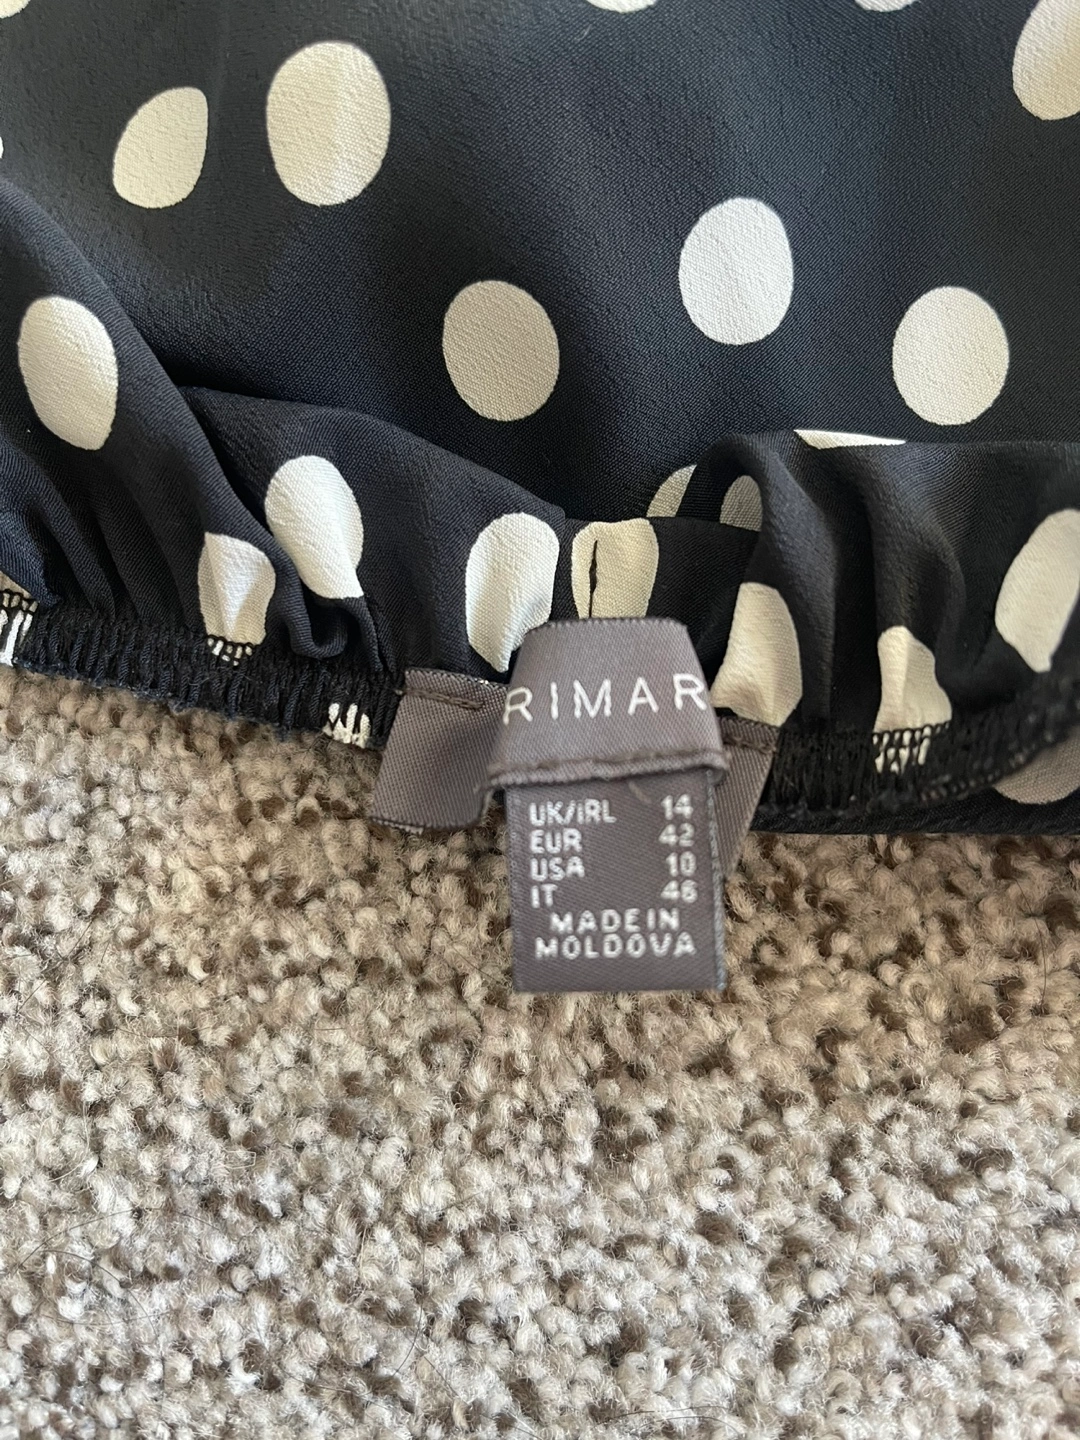 RIMAR
UK/IRL 14
EUR 42
USA 10
IT 46
MADE IN
MOLDOVA